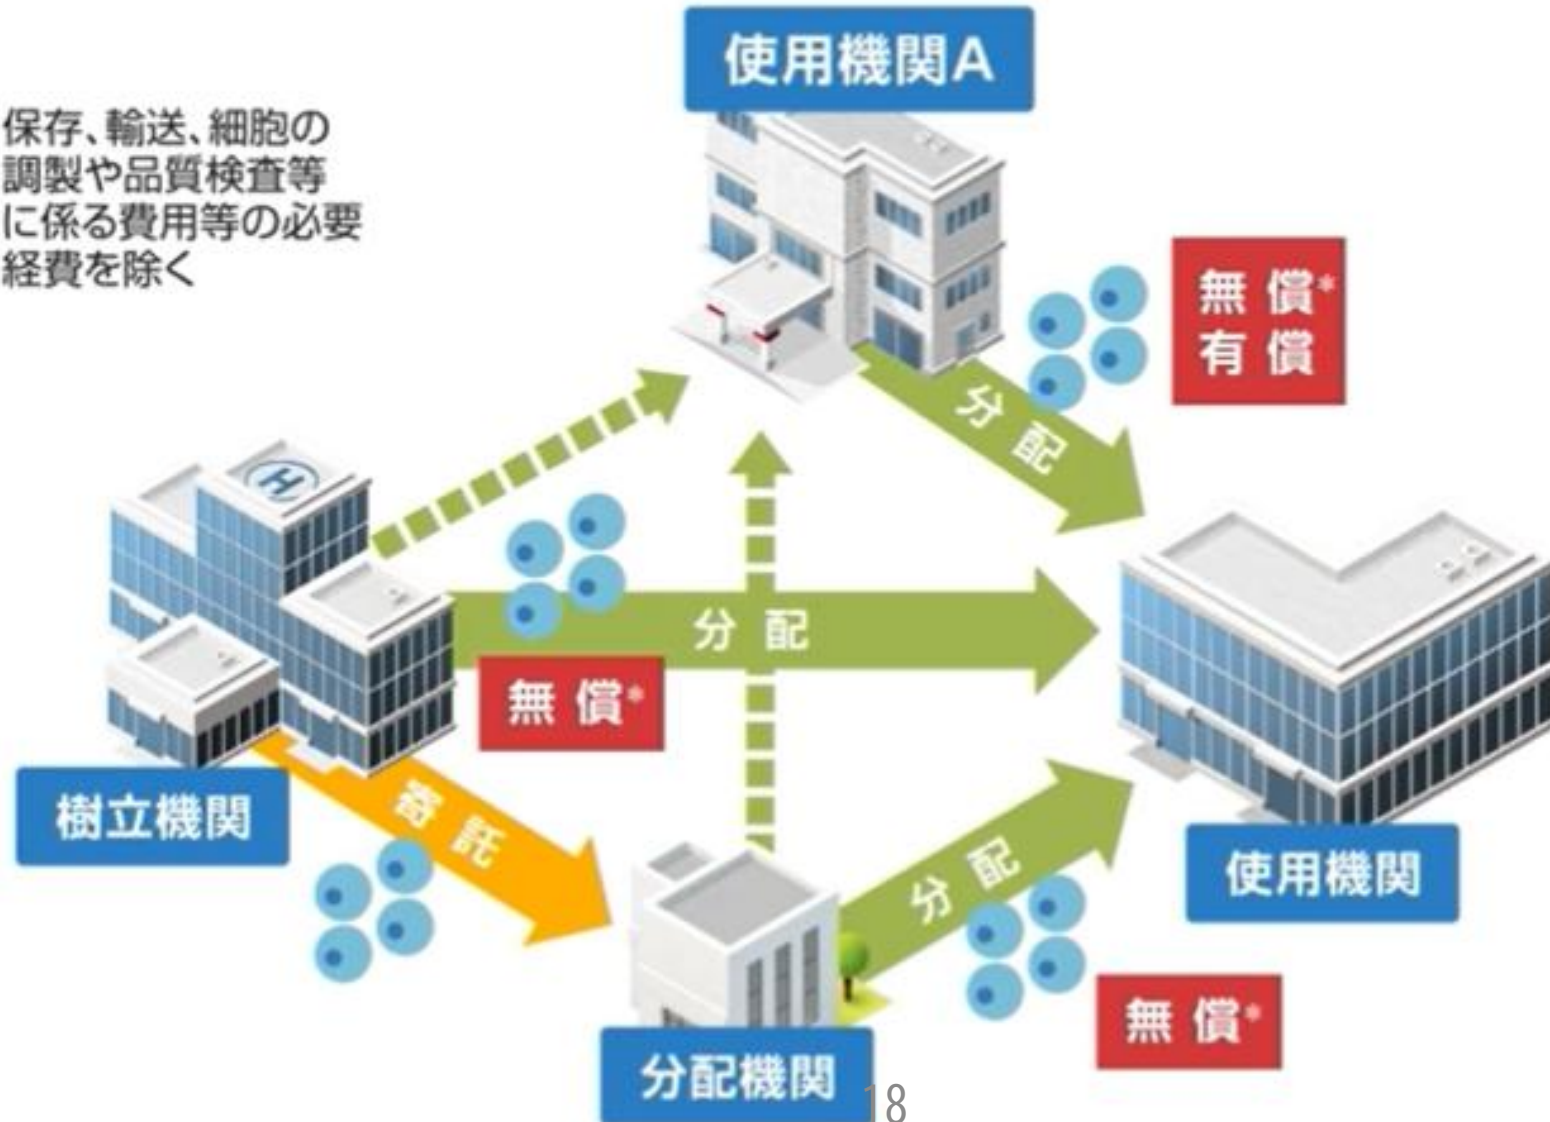 使用機関A
保存、輸送、細胞の
調製や品質検査等
に係る費用等の必要
経費を除く
無償*
有償
分配
分配
無償*
樹立機関
寄託
分配
使用機関
無償*
分配機関
18